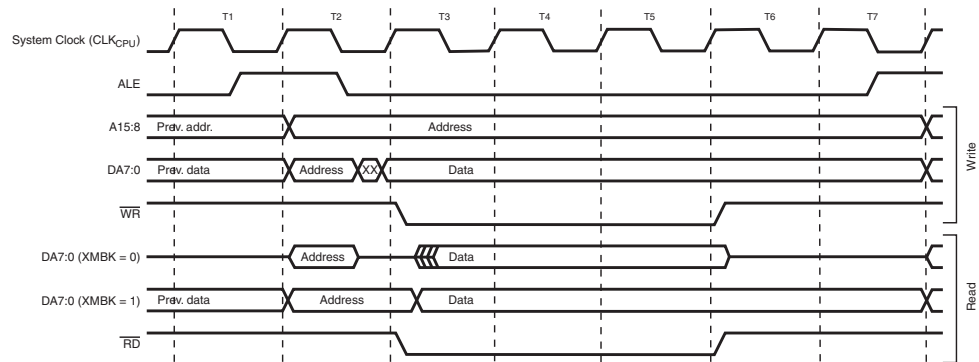 T1 T2 T3 T4 T5 T6 T7
System Clock (CLKCPU)
ALE
A15:8 Prev. addr. Address
DA7:0 Prev. data Address XX Data
WR
Write
DA7:0 (XMBK = 0) Address Data
DA7:0 (XMBK = 1) Prev. data Address Data
RD
Read